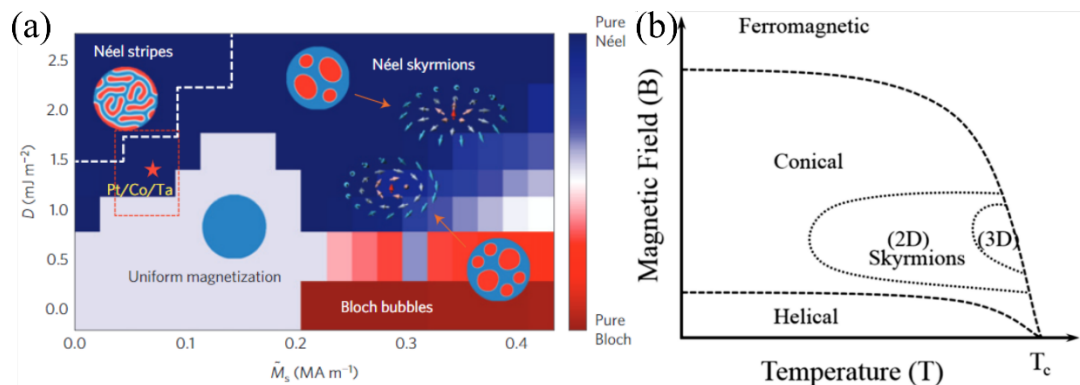 (a)
D (mJ m⁻²)
2.5
2.0
1.5
1.0
0.5
0.0
Néel stripes
Néel skyrmions
Pt/Co/Ta
Uniform magnetization
Bloch bubbles
0.0 0.1 0.2 0.3 0.4
M̄s (MA m⁻¹)
Pure
Néel
Pure
Bloch
(b)
Magnetic Field (B)
Ferromagnetic
Conical
(2D) (3D)
Skyrmions
Helical
Temperature (T)
Tc